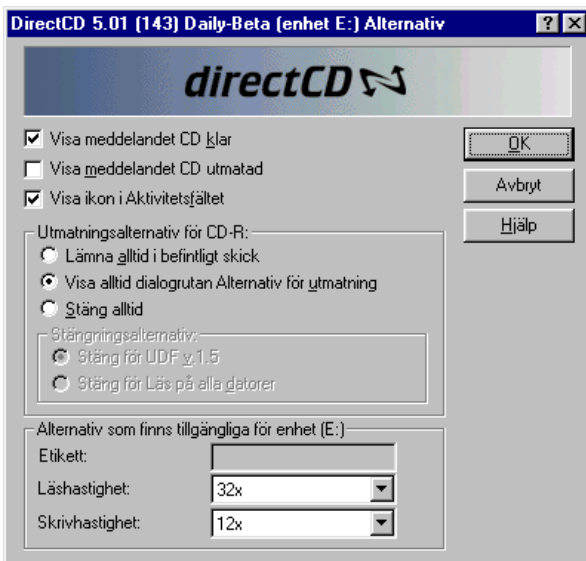 DirectCD 5.01 (143) Daily-Beta (enhet E:) Alternativ
directCD
Visa meddelandet CD klar
Visa meddelandet CD utmatad
Visa ikon i Aktivitetsfältet
OK
Avbryt
Hjälp
Utmatningsalternativ för CD-R:
Lämna alltid i befintligt skick
Visa alltid dialogrutan Alternativ för utmatning
Stäng alltid
Stängningsalternativ:
Stäng för UDF v.1.5
Stäng för Läs på alla datorer
Alternativ som finns tillgängliga för enhet (E:)
Etikett:
Läshastighet: 32x
Skrivhastighet: 12x